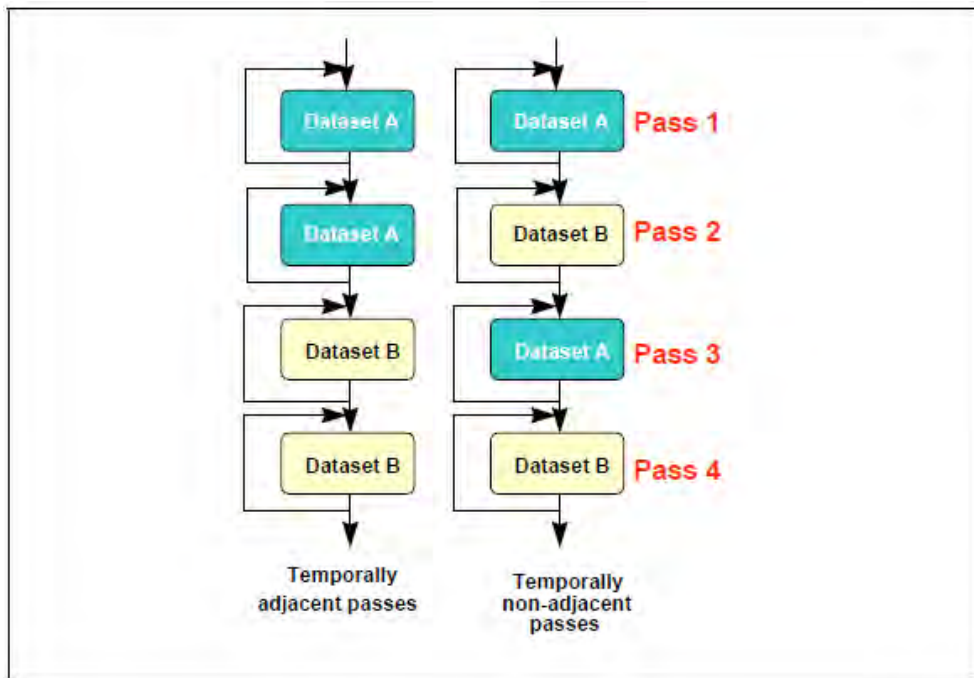 Dataset A
Dataset A
Pass 1
Dataset A
Dataset B
Pass 2
Dataset B
Dataset A
Pass 3
Dataset B
Dataset B
Pass 4
Temporally
adjacent passes
Temporally
non-adjacent
passes